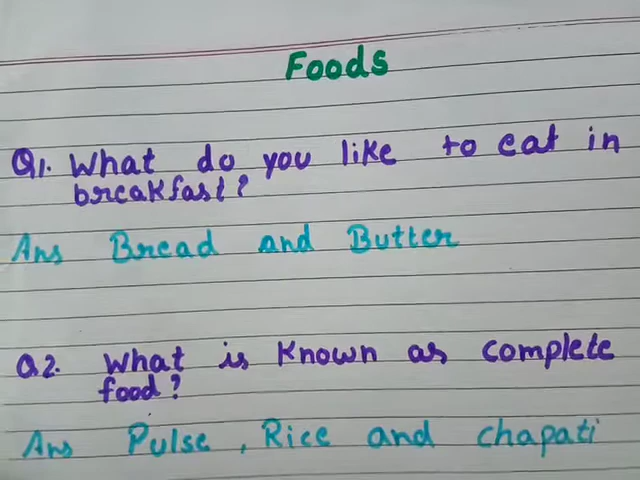 Foods
Q1. What do you like to eat in
breakfast?
Ans Bread and Butter
Q2. What is known as complete
food?
Ans Pulse, Rice and chapati